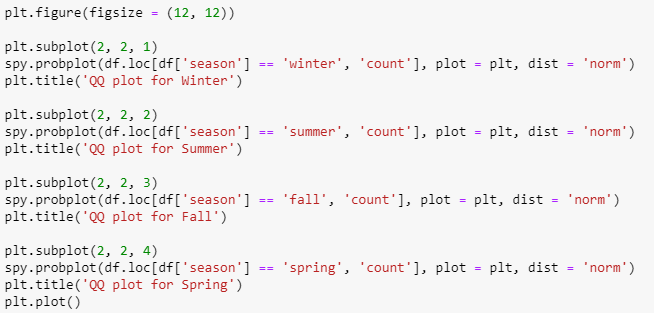 plt.figure(figsize = (12, 12))
plt.subplot(2, 2, 1)
spy.probplot(df.loc[df['season'] == 'winter', 'count'], plot = plt, dist = 'norm')
plt.title('QQ plot for Winter')
plt.subplot(2, 2, 2)
spy.probplot(df.loc[df['season'] == 'summer', 'count'], plot = plt, dist = 'norm')
plt.title('QQ plot for Summer')
plt.subplot(2, 2, 3)
spy.probplot(df.loc[df['season'] == 'fall', 'count'], plot = plt, dist = 'norm')
plt.title('QQ plot for Fall')
plt.subplot(2, 2, 4)
spy.probplot(df.loc[df['season'] == 'spring', 'count'], plot = plt, dist = 'norm')
plt.title('QQ plot for Spring')
plt.plot()